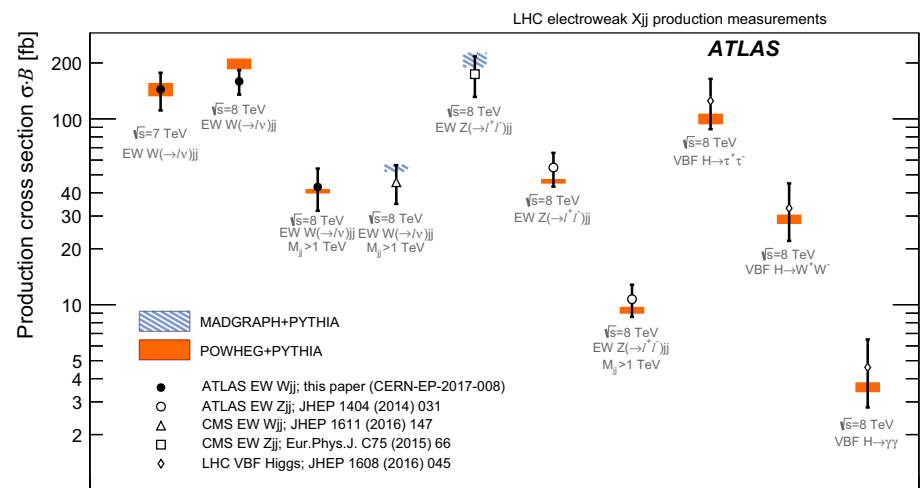 LHC electroweak Xjj production measurements
ATLAS
Production cross section σ·B [fb]
200
100
40
30
20
10
5
4
3
2
√s=7 TeV
EW W(→lν)jj
√s=8 TeV
EW W(→lν)jj
√s=8 TeV
EW W(→lν)jj
M_jj>1 TeV
√s=8 TeV
EW W(→lν)jj
M_jj>1 TeV
√s=8 TeV
EW Z(→l⁺l⁻)jj
√s=8 TeV
EW Z(→l⁺l⁻)jj
√s=8 TeV
EW Z(→l⁺l⁻)jj
M_jj>1 TeV
√s=8 TeV
VBF H→τ⁺τ⁻
√s=8 TeV
VBF H→W⁺W⁻
√s=8 TeV
VBF H→γγ
MADGRAPH+PYTHIA
POWHEG+PYTHIA
ATLAS EW Wjj; this paper (CERN-EP-2017-008)
ATLAS EW Zjj; JHEP 1404 (2014) 031
CMS EW Wjj; JHEP 1611 (2016) 147
CMS EW Zjj; Eur.Phys.J. C75 (2015) 66
LHC VBF Higgs; JHEP 1608 (2016) 045